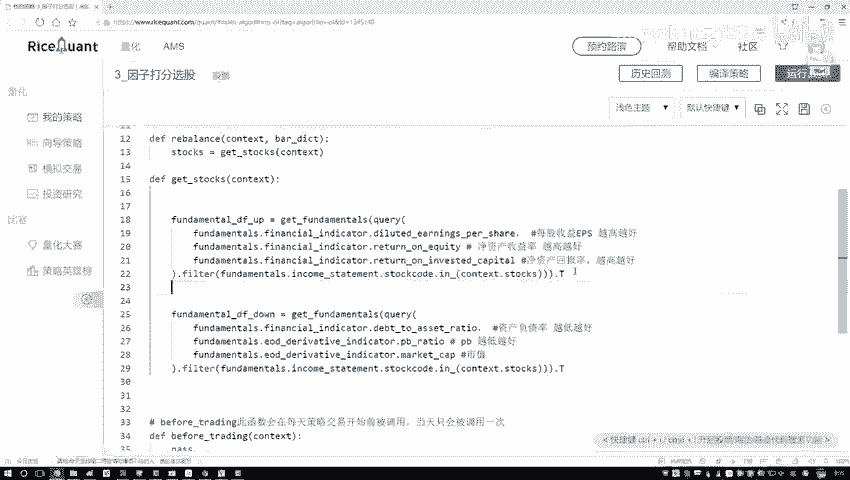 https://www.ricequant.com/quant/
RiceQuant 量化 AMS 预约路演 帮助文档 社区
3_因子打分选股 历史回测 编译策略
浅色主题 默认快捷键
我的策略
向导策略
模拟交易
投资研究
量化大赛
策略英雄榜
12 def rebalance(context, bar_dict):
13 stocks = get_stocks(context)
14
15 def get_stocks(context):
16
17
18 fundamental_df_up = get_fundamentals(query(
19 fundamentals.financial_indicator.diluted_earnings_per_share, #每股收益EPS 越高越好
20 fundamentals.financial_indicator.return_on_equity # 净资产收益率 越高越好
21 fundamentals.financial_indicator.return_on_invested_capital #净资产回报率, 越高越好
22 ).filter(fundamentals.income_statement.stockcode.in_(context.stocks))).T
23
24
25 fundamental_df_down = get_fundamentals(query(
26 fundamentals.financial_indicator.debt_to_asset_ratio, #资产负债率 越低越好
27 fundamentals.eod_derivative_indicator.pb_ratio # pb 越低越好
28 fundamentals.eod_derivative_indicator.market_cap #市值
29 ).filter(fundamentals.income_statement.stockcode.in_(context.stocks))).T
30
31
32
33 # before_trading此函数会在每天策略交易开始前被调用，当天只会被调用一次
34 def before_trading(context):
35 pass